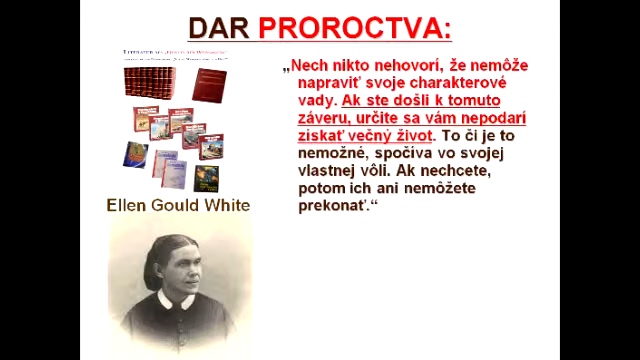 DAR PROROCTVA:
„Nech nikto nehovorí, že nemôže
napraviť svoje charakterové
vady. Ak ste došli k tomuto
záveru, určite sa vám nepodarí
získať večný život. To či je to
nemožné, spočíva vo svojej
vlastnej vôli. Ak nechcete,
potom ich ani nemôžete
prekonať.“
Ellen Gould White